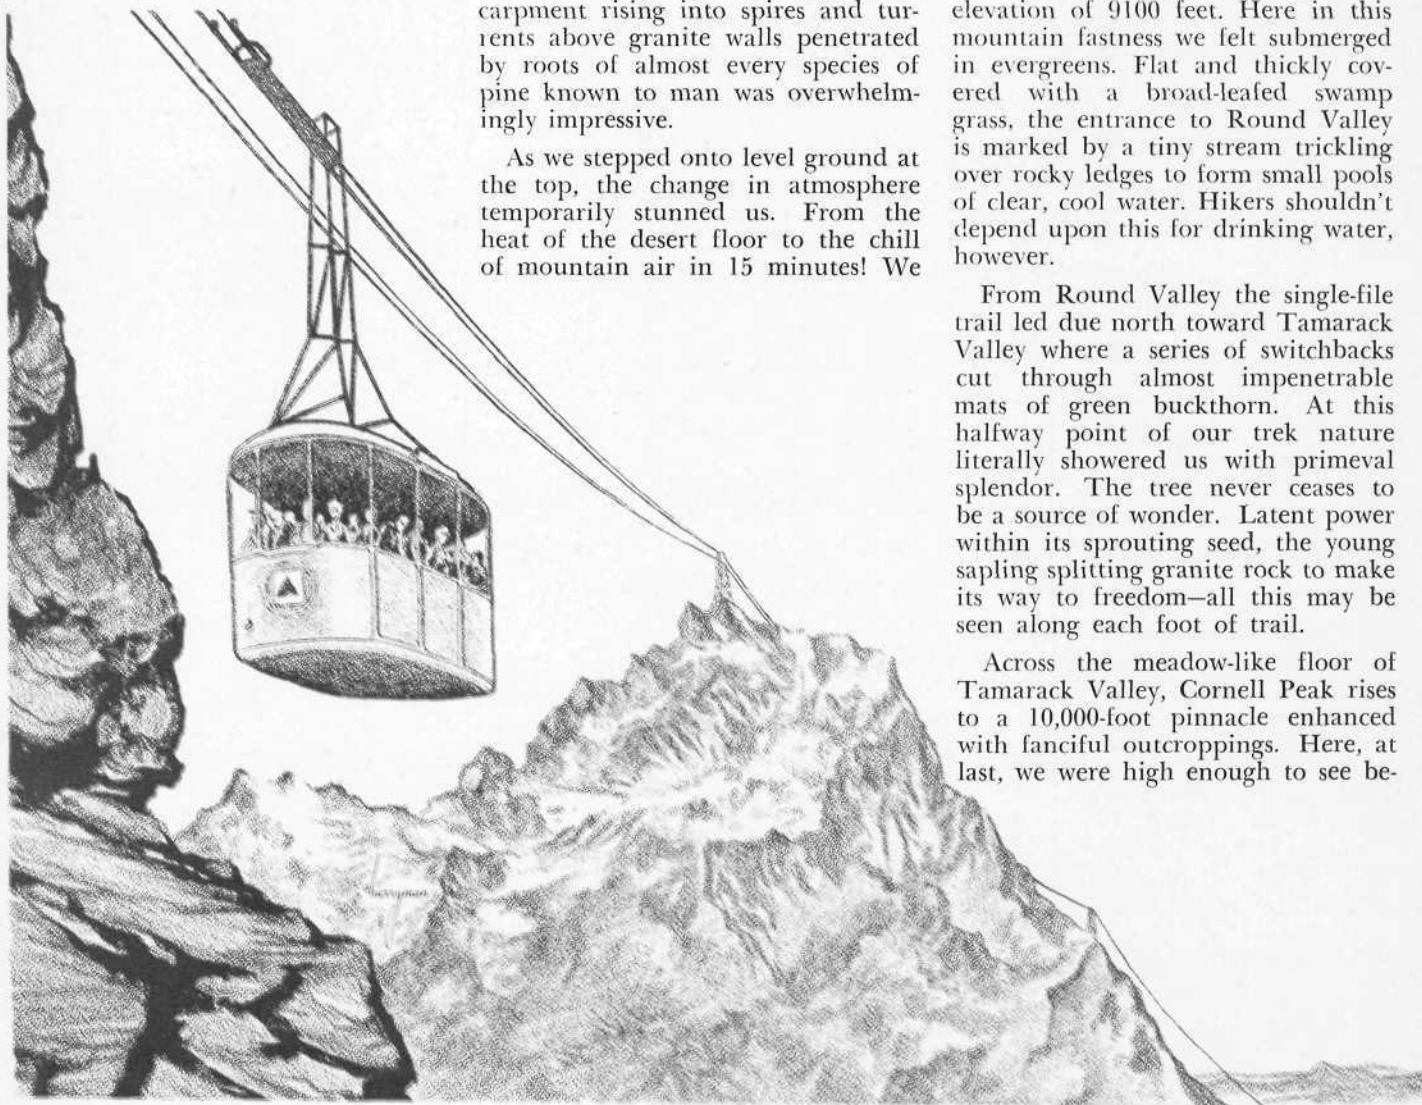 carpment rising into spires and tur-
rents above granite walls penetrated
by roots of almost every species of
pine known to man was overwhelm-
ingly impressive.
As we stepped onto level ground at
the top, the change in atmosphere
temporarily stunned us. From the
heat of the desert floor to the chill
of mountain air in 15 minutes! We
elevation of 9100 feet. Here in this
mountain fastness we felt submerged
in evergreens. Flat and thickly cov-
ered with a broad-leafed swamp
grass, the entrance to Round Valley
is marked by a tiny stream trickling
over rocky ledges to form small pools
of clear, cool water. Hikers shouldn't
depend upon this for drinking water,
however.
From Round Valley the single-file
trail led due north toward Tamarack
Valley where a series of switchbacks
cut through almost impenetrable
mats of green buckthorn. At this
halfway point of our trek nature
literally showered us with primeval
splendor. The tree never ceases to
be a source of wonder. Latent power
within its sprouting seed, the young
sapling splitting granite rock to make
its way to freedom—all this may be
seen along each foot of trail.
Across the meadow-like floor of
Tamarack Valley, Cornell Peak rises
to a 10,000-foot pinnacle enhanced
with fanciful outcroppings. Here, at
last, we were high enough to see be-